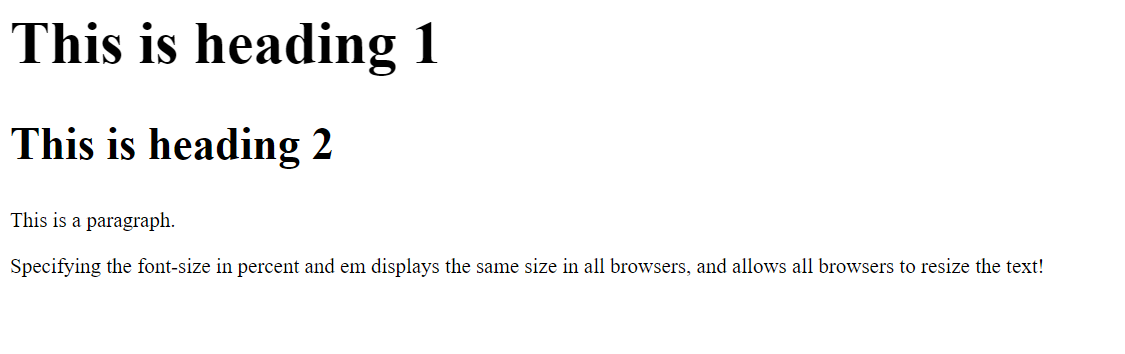 This is heading 1
This is heading 2
This is a paragraph.
Specifying the font-size in percent and em displays the same size in all browsers, and allows all browsers to resize the text!